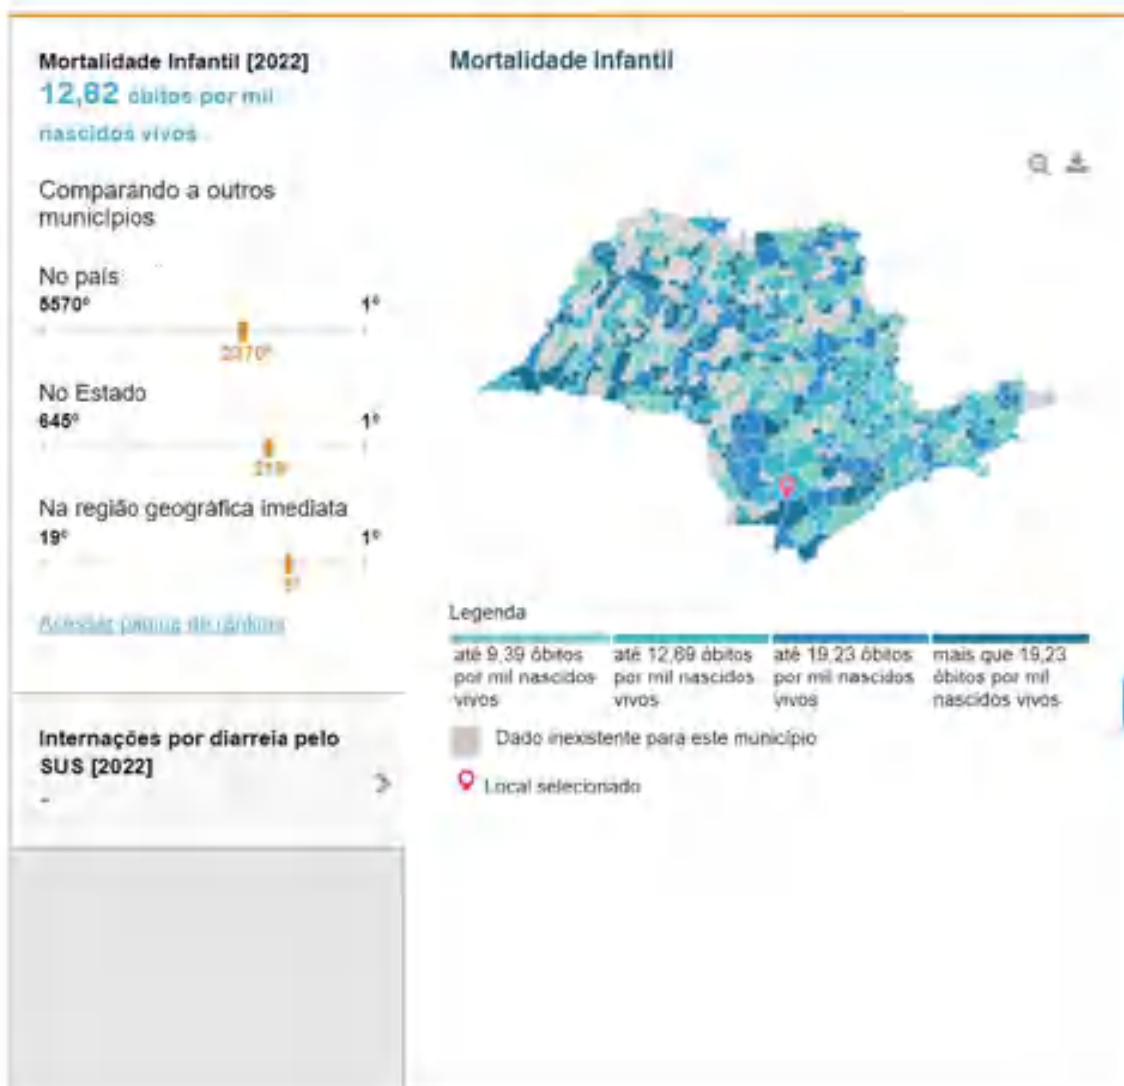 Mortalidade Infantil [2022]
12,82 óbitos por mil
nascidos vivos
Comparando a outros
municípios
No país
5570º 1º
2070º
No Estado
645º 1º
Na região geográfica imediata
19º 1º
Acessar página de ranking
Internações por diarreia pelo
SUS [2022]
-
Mortalidade Infantil
Legenda
até 9,39 óbitos
por mil nascidos
vivos
até 12,69 óbitos
por mil nascidos
vivos
até 19,23 óbitos
por mil nascidos
vivos
mais que 19,23
óbitos por mil
nascidos vivos
Dado inexistente para este município
Local selecionado